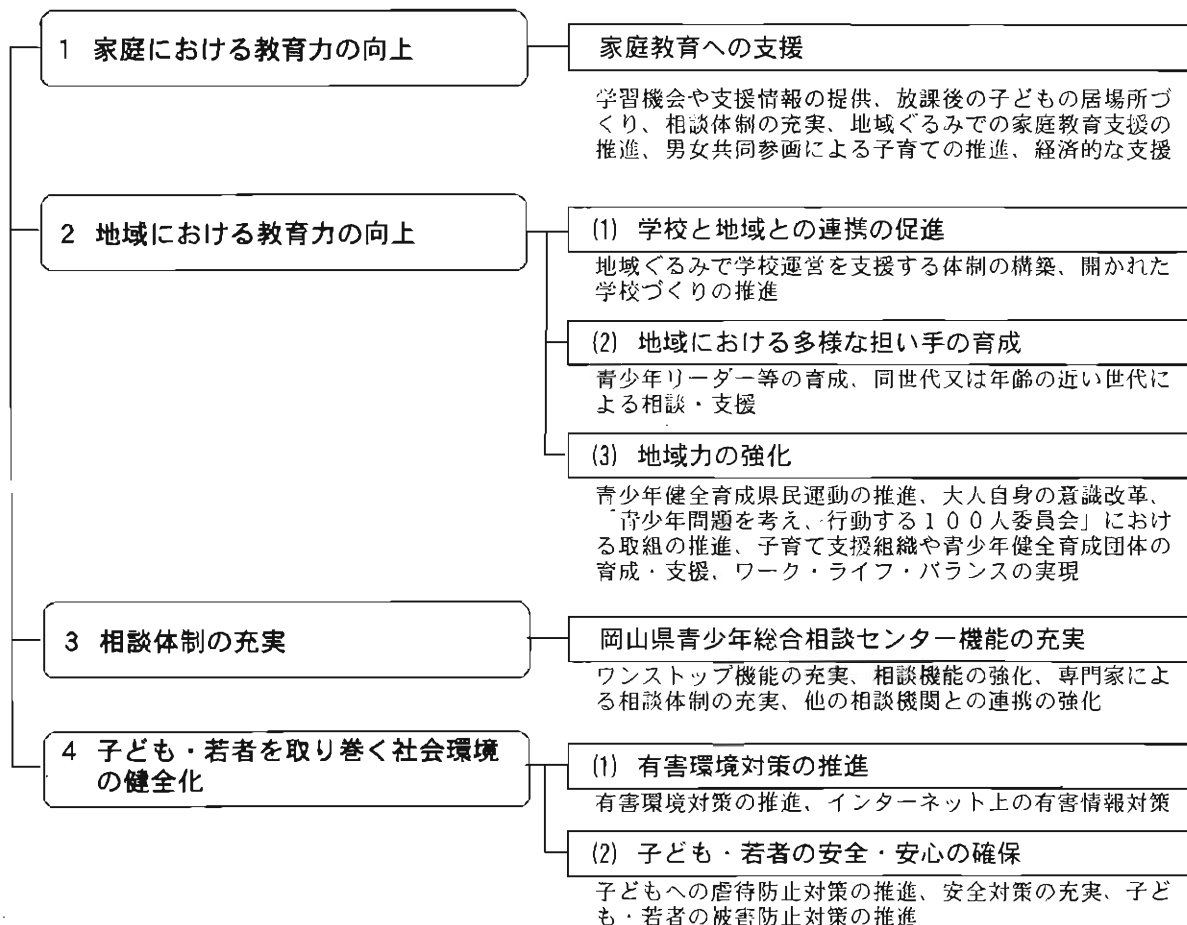 1 家庭における教育力の向上
家庭教育への支援
学習機会や支援情報の提供、放課後の子どもの居場所づ
くり、相談体制の充実、地域ぐるみでの家庭教育支援の
推進、男女共同参画による子育ての推進、経済的な支援
2 地域における教育力の向上
(1) 学校と地域との連携の促進
地域ぐるみで学校運営を支援する体制の構築、開かれた
学校づくりの推進
(2) 地域における多様な担い手の育成
青少年リーダー等の育成、同世代又は年齢の近い世代に
よる相談・支援
(3) 地域力の強化
青少年健全育成県民運動の推進、大人自身の意識改革、
「青少年問題を考え、行動する100人委員会」におけ
る取組の推進、子育て支援組織や青少年健全育成団体の
育成・支援、ワーク・ライフ・バランスの実現
3 相談体制の充実
岡山県青少年総合相談センター機能の充実
ワンストップ機能の充実、相談機能の強化、専門家によ
る相談体制の充実、他の相談機関との連携の強化
4 子ども・若者を取り巻く社会環境
の健全化
(1) 有害環境対策の推進
有害環境対策の推進、インターネット上の有害情報対策
(2) 子ども・若者の安全・安心の確保
子どもへの虐待防止対策の推進、安全対策の充実、子ど
も・若者の被害防止対策の推進